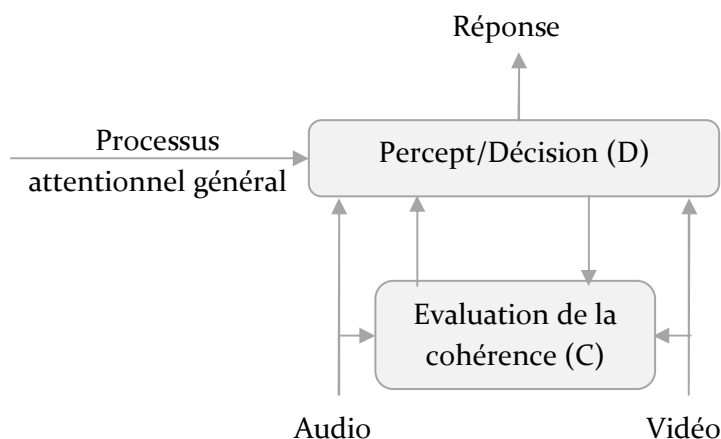 Réponse
Processus
attentionnel général
Percept/Décision (D)
Evaluation de la
cohérence (C)
Audio
Vidéo